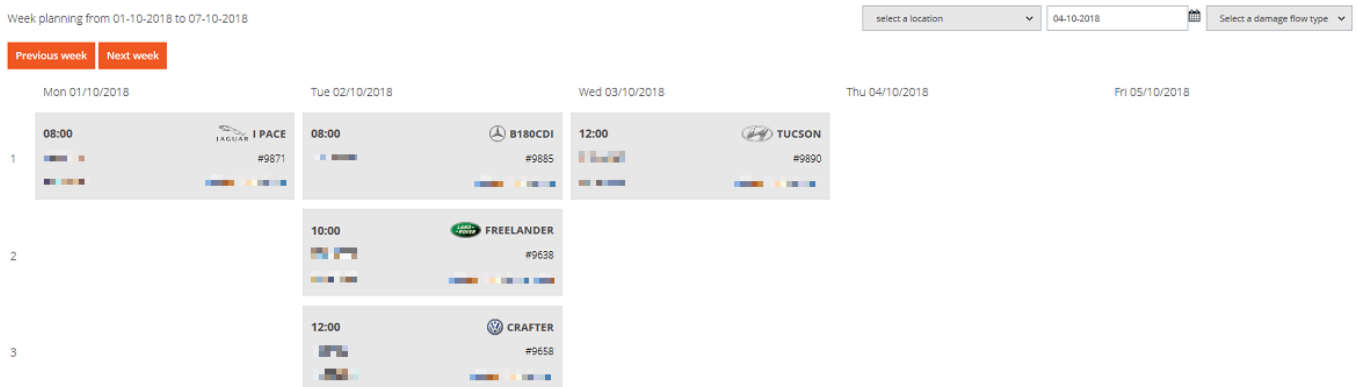 Week planning from 01-10-2018 to 07-10-2018
select a location
04-10-2018
Select a damage flow type
Previous week
Next week
Mon 01/10/2018
Tue 02/10/2018
Wed 03/10/2018
Thu 04/10/2018
Fri 05/10/2018
1
08:00
JAGUAR I PACE
#9871
08:00
B180CDI
#9885
12:00
TUCSON
#9890
2
10:00
LAND ROVER FREELANDER
#9638
3
12:00
CRAFTER
#9658